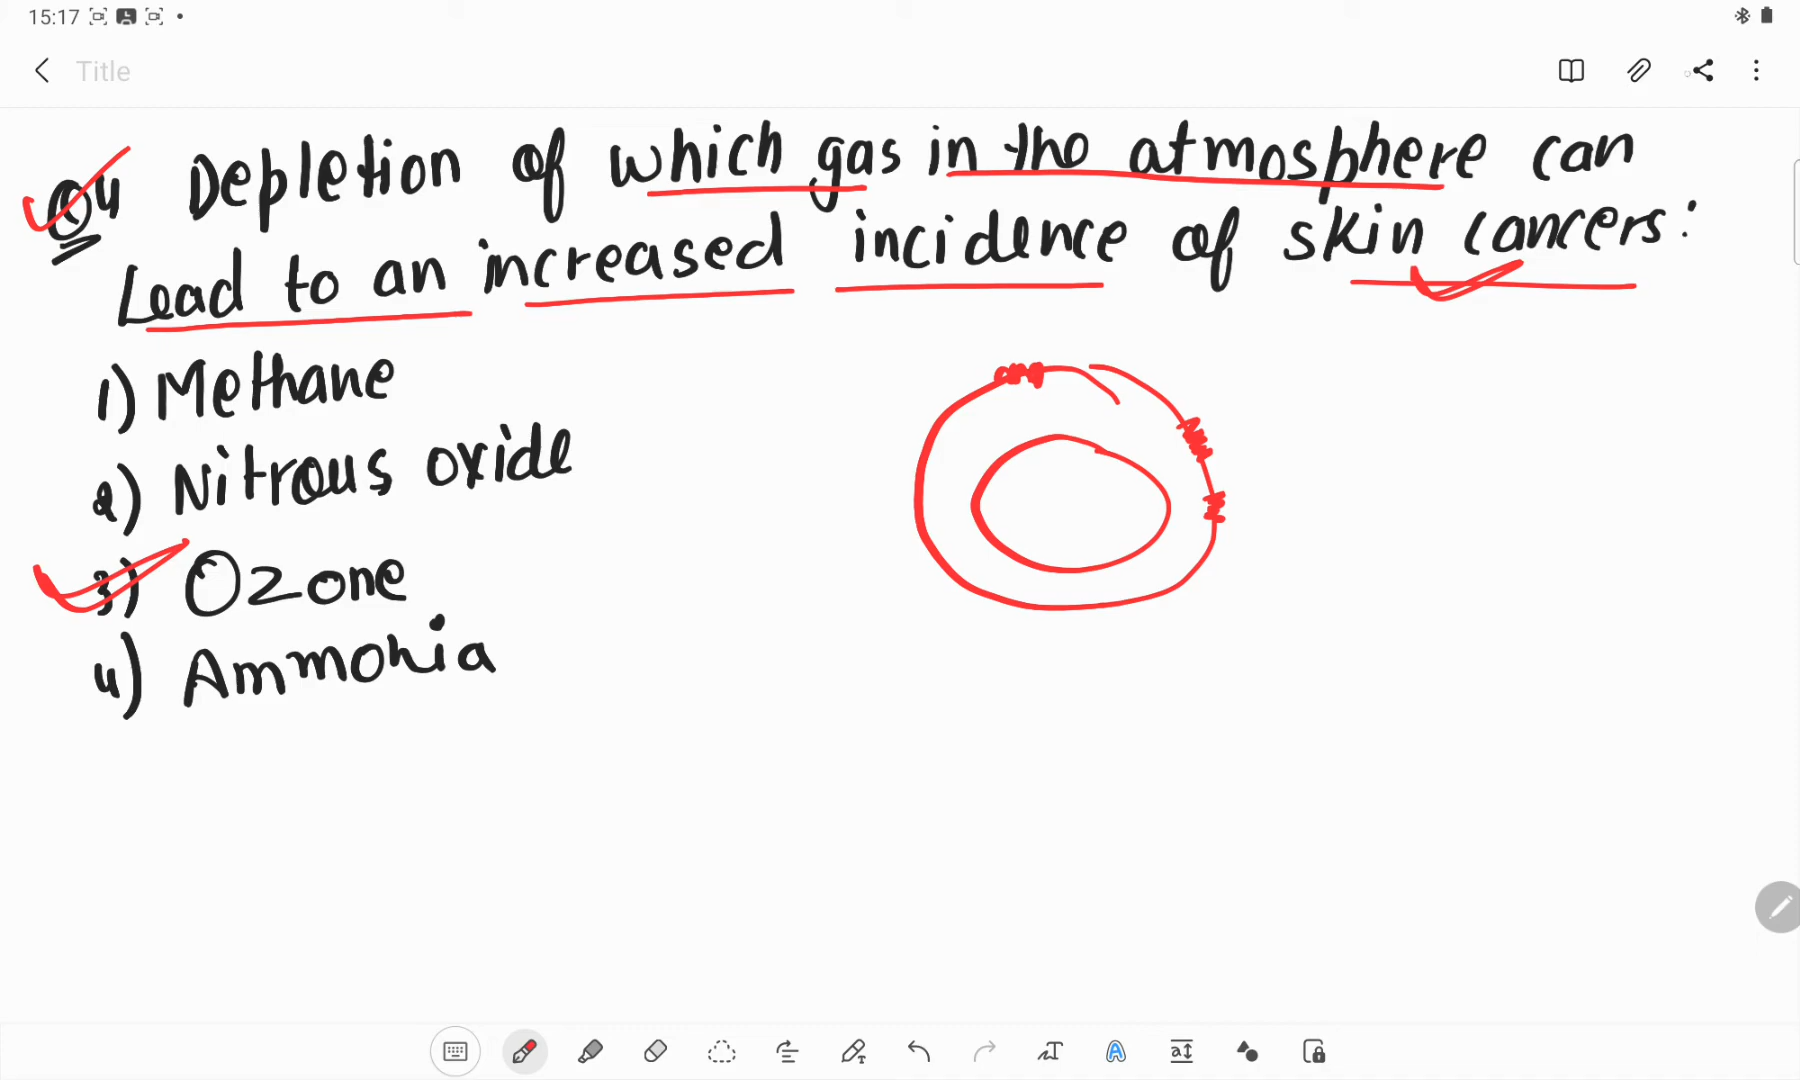 15:17
Title
Q4 Depletion of which gas in the atmosphere can
Lead to an increased incidence of skin cancers:
1) Methane
2) Nitrous oxide
3) Ozone
4) Ammonia